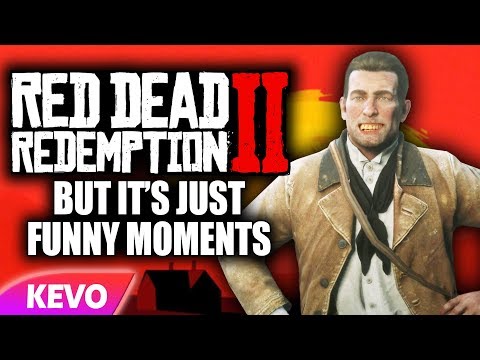 RED DEAD
REDEMPTION II
BUT IT'S JUST
FUNNY MOMENTS
KEVO